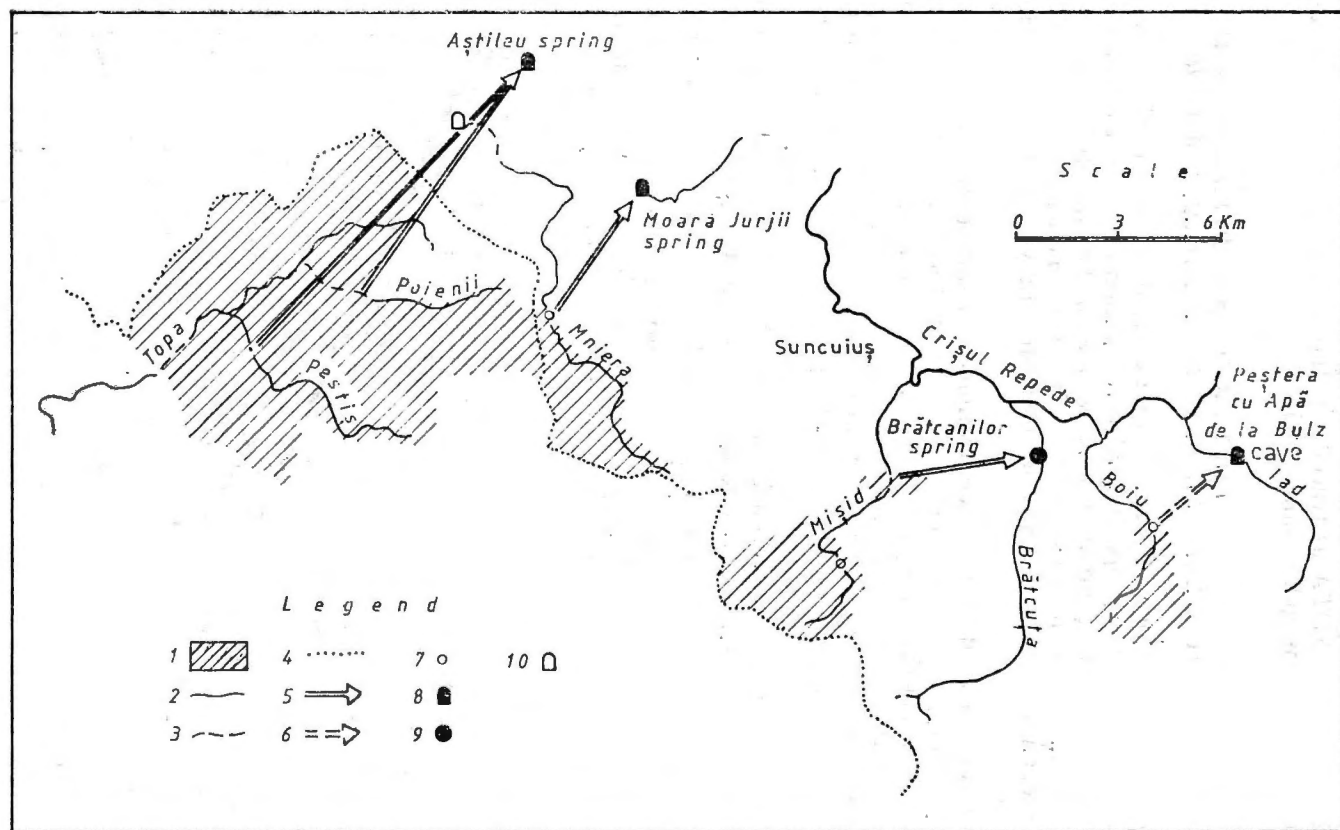 Aștileu spring
Scale
0 3 6 Km
Moara Jurjii
spring
Poienii
Topa
Mniera
Pestiș
Suncuiuș
Crișul
Repede
Peștera
cu Apă
de la Bulz
cave
Brătcanilor
spring
Iad
Boiu
Mișid
Brătcuța
Legend
1 4 7 10
2 5 8
3 6 9